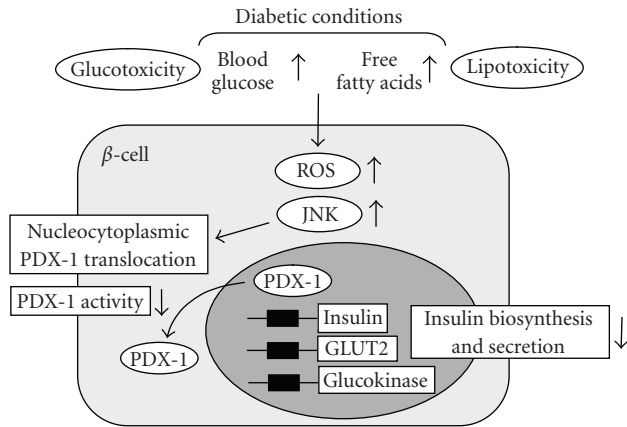 Diabetic conditions
Glucotoxicity
Blood
glucose
Free
fatty acids
Lipotoxicity
β-cell
ROS
JNK
Nucleocytoplasmic
PDX-1 translocation
PDX-1 activity
PDX-1
PDX-1
Insulin
GLUT2
Glucokinase
Insulin biosynthesis
and secretion